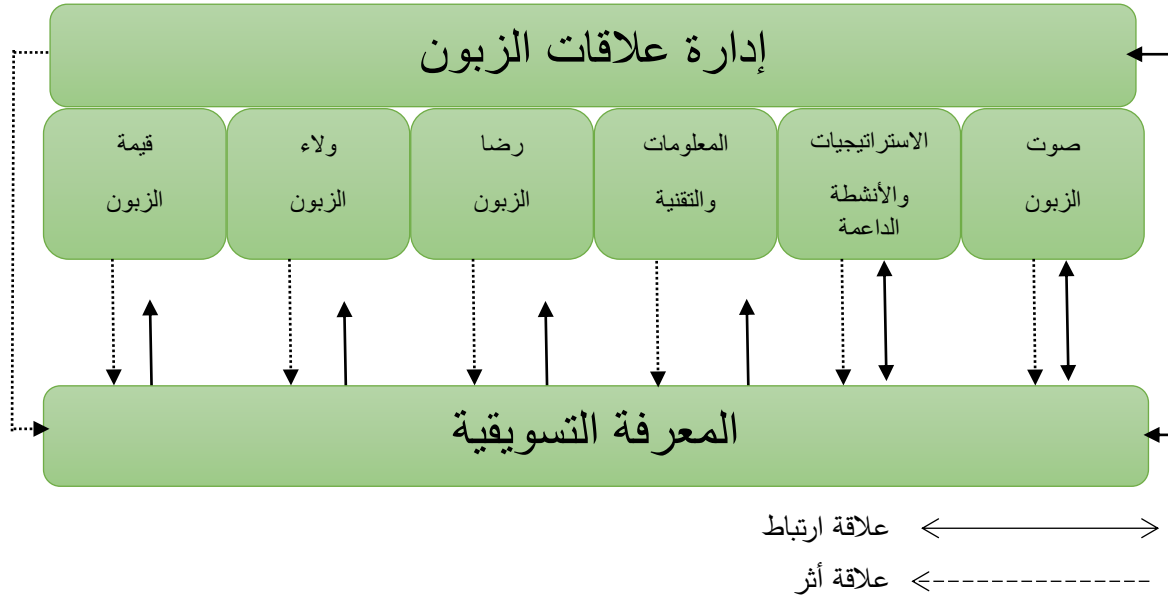 إدارة علاقات الزبون
صوت
الزبون
الاستراتيجيات
والأنشطة
الداعمة
المعلومات
والتقنية
رضا
الزبون
ولاء
الزبون
قيمة
الزبون
المعرفة التسويقية
علاقة ارتباط
علاقة أثر